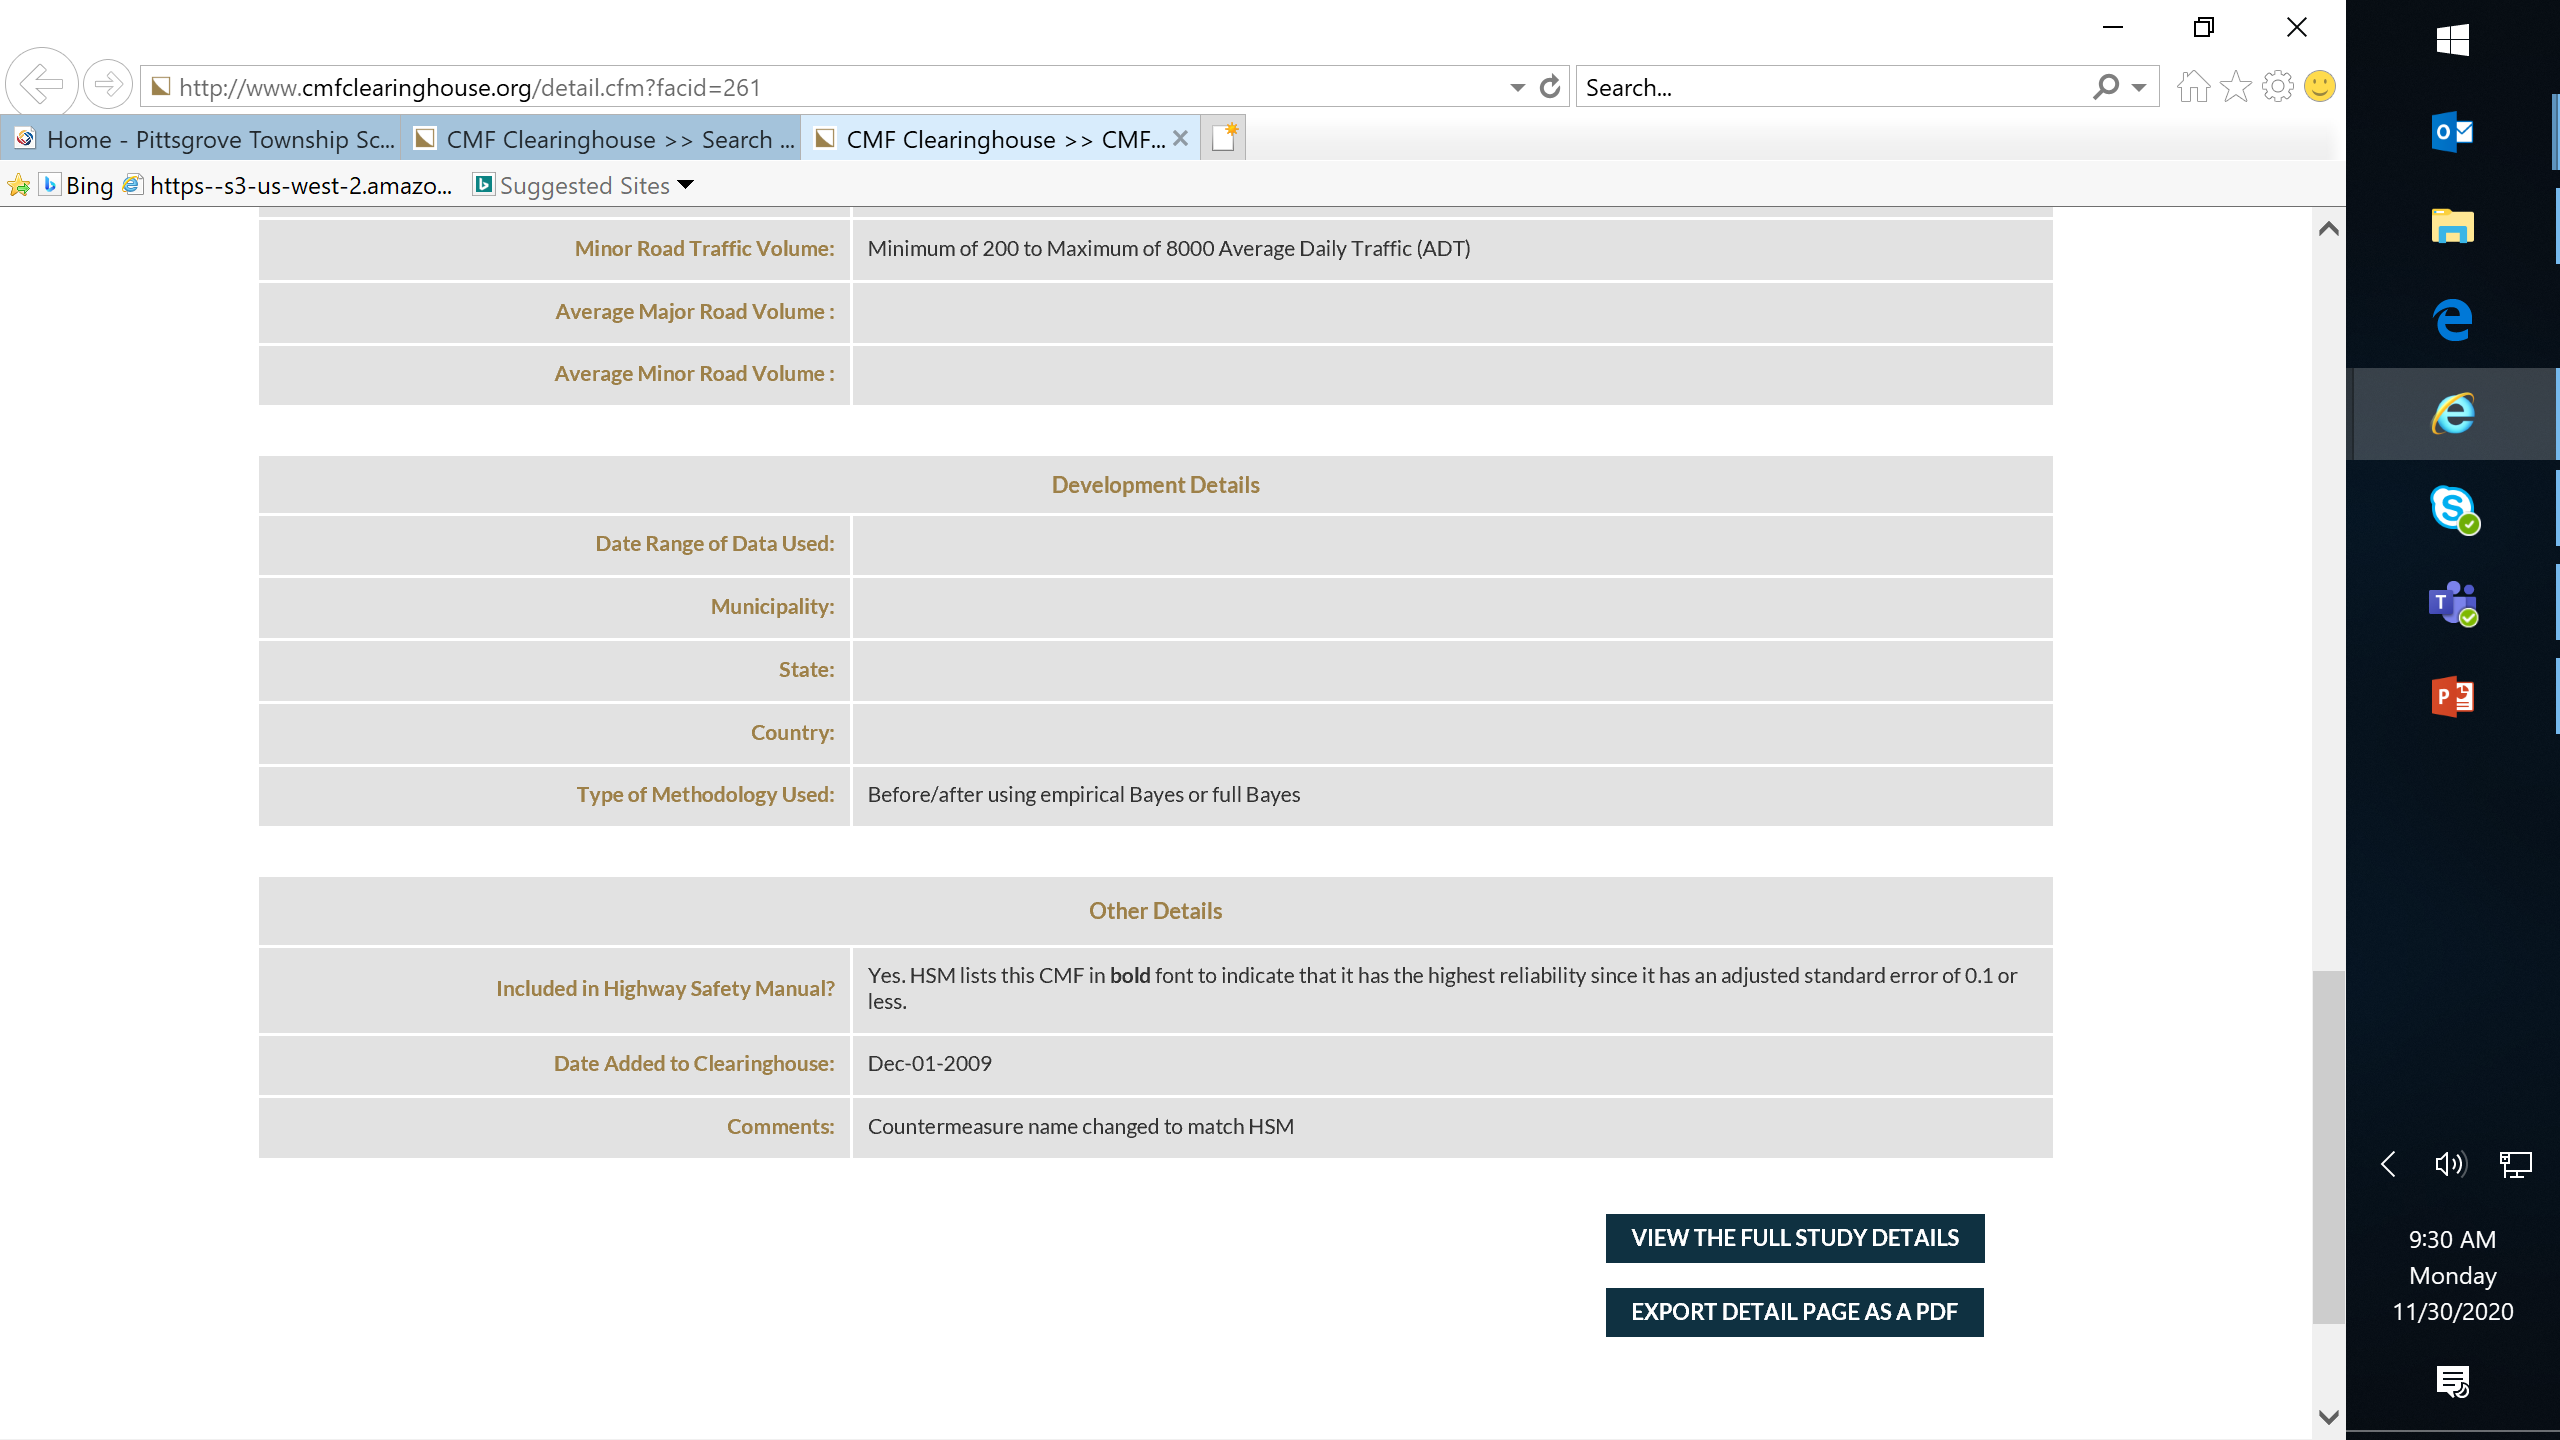 http://www.cmfclearinghouse.org/detail.cfm?facid=261
Search...
Home - Pittsgrove Township Sc...
CMF Clearinghouse >> Search ...
CMF Clearinghouse >> CMF...
Bing
https--s3-us-west-2.amazo...
Suggested Sites
Minor Road Traffic Volume: Minimum of 200 to Maximum of 8000 Average Daily Traffic (ADT)
Average Major Road Volume :
Average Minor Road Volume :
Development Details
Date Range of Data Used:
Municipality:
State:
Country:
Type of Methodology Used: Before/after using empirical Bayes or full Bayes
Other Details
Included in Highway Safety Manual? Yes. HSM lists this CMF in bold font to indicate that it has the highest reliability since it has an adjusted standard error of 0.1 or
less.
Date Added to Clearinghouse: Dec-01-2009
Comments: Countermeasure name changed to match HSM
VIEW THE FULL STUDY DETAILS
EXPORT DETAIL PAGE AS A PDF
9:30 AM
Monday
11/30/2020